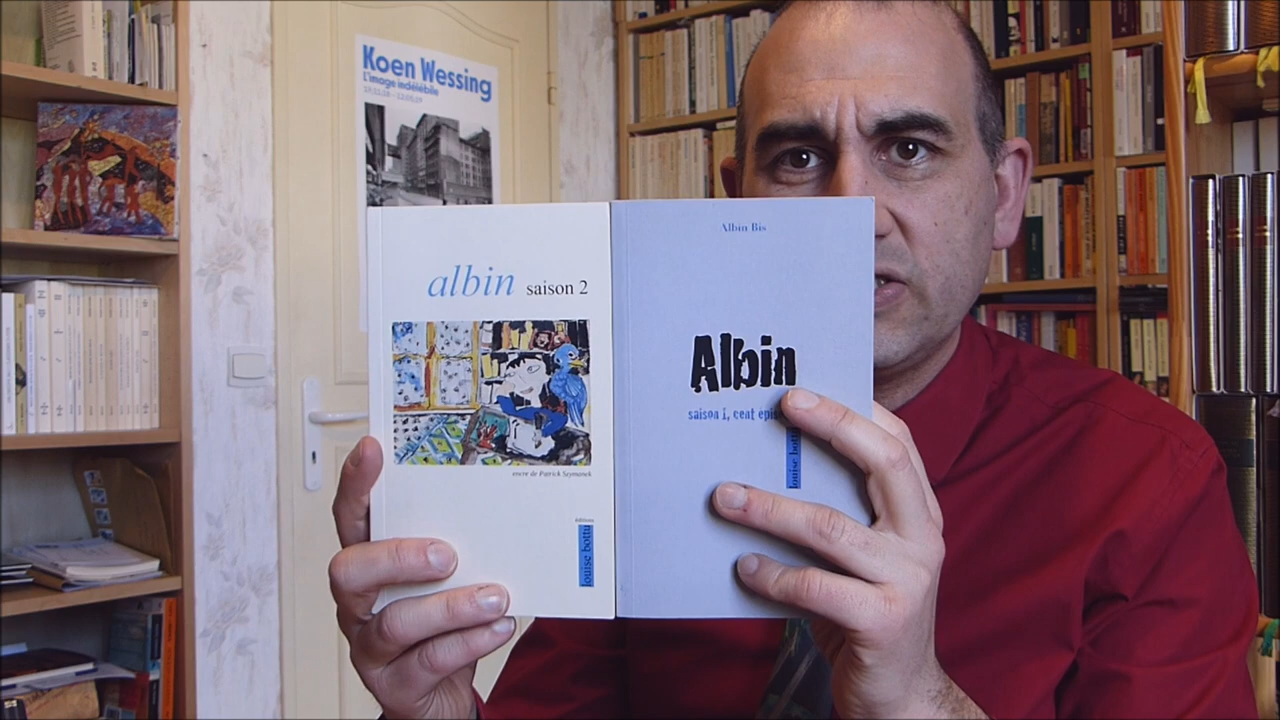 Koen Wessing
L'image indélébile
albin saison 2
encre de Patrick Szymanek
éditions
louise bottu
Albin Bis
Albin
saison 1, cent
louise bottu